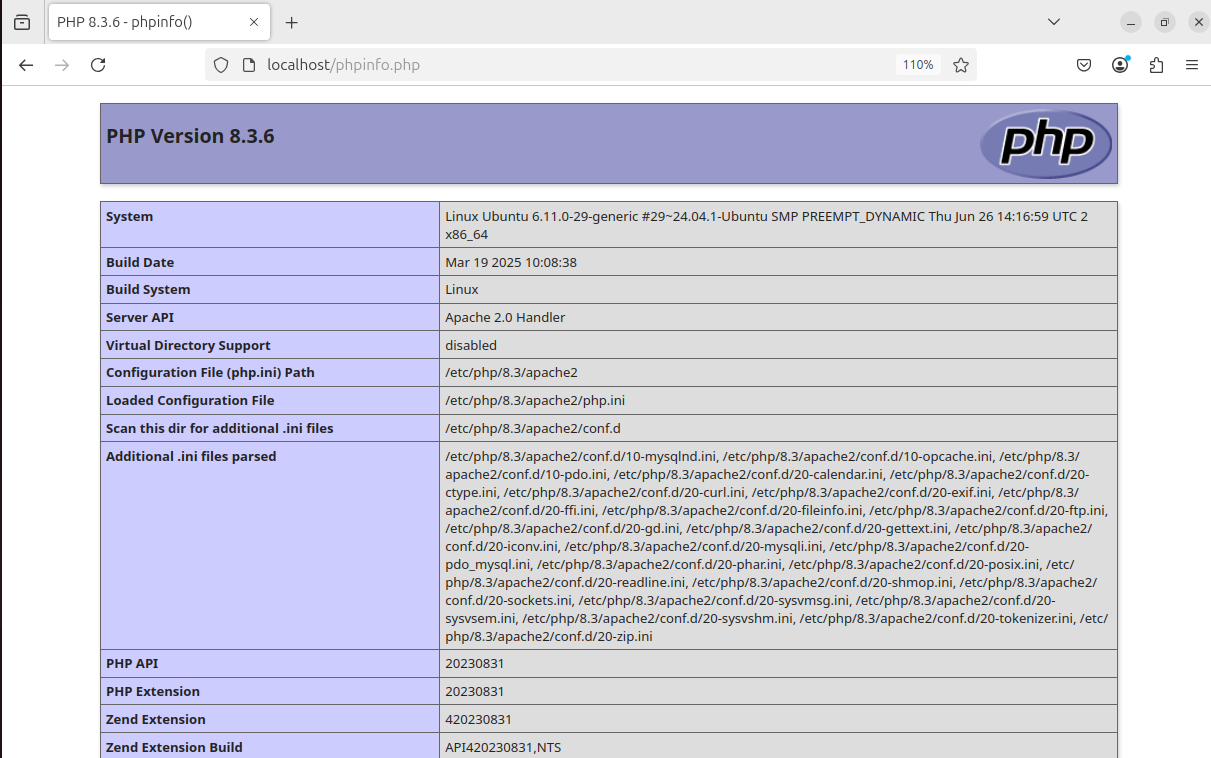 PHP 8.3.6 - phpinfo()
localhost/phpinfo.php
110%
PHP Version 8.3.6
php
System
Linux Ubuntu 6.11.0-29-generic #29~24.04.1-Ubuntu SMP PREEMPT_DYNAMIC Thu Jun 26 14:16:59 UTC 2
x86_64
Build Date
Mar 19 2025 10:08:38
Build System
Linux
Server API
Apache 2.0 Handler
Virtual Directory Support
disabled
Configuration File (php.ini) Path
/etc/php/8.3/apache2
Loaded Configuration File
/etc/php/8.3/apache2/php.ini
Scan this dir for additional .ini files
/etc/php/8.3/apache2/conf.d
Additional .ini files parsed
/etc/php/8.3/apache2/conf.d/10-mysqlnd.ini, /etc/php/8.3/apache2/conf.d/10-opcache.ini, /etc/php/8.3/
apache2/conf.d/10-pdo.ini, /etc/php/8.3/apache2/conf.d/20-calendar.ini, /etc/php/8.3/apache2/conf.d/20-
ctype.ini, /etc/php/8.3/apache2/conf.d/20-curl.ini, /etc/php/8.3/apache2/conf.d/20-exif.ini, /etc/php/8.3/
apache2/conf.d/20-ffi.ini, /etc/php/8.3/apache2/conf.d/20-fileinfo.ini, /etc/php/8.3/apache2/conf.d/20-ftp.ini,
/etc/php/8.3/apache2/conf.d/20-gd.ini, /etc/php/8.3/apache2/conf.d/20-gettext.ini, /etc/php/8.3/apache2/
conf.d/20-iconv.ini, /etc/php/8.3/apache2/conf.d/20-mysqli.ini, /etc/php/8.3/apache2/conf.d/20-
pdo_mysql.ini, /etc/php/8.3/apache2/conf.d/20-phar.ini, /etc/php/8.3/apache2/conf.d/20-posix.ini, /etc/
php/8.3/apache2/conf.d/20-readline.ini, /etc/php/8.3/apache2/conf.d/20-shmop.ini, /etc/php/8.3/apache2/
conf.d/20-sockets.ini, /etc/php/8.3/apache2/conf.d/20-sysvmsg.ini, /etc/php/8.3/apache2/conf.d/20-
sysvsem.ini, /etc/php/8.3/apache2/conf.d/20-sysvshm.ini, /etc/php/8.3/apache2/conf.d/20-tokenizer.ini, /etc/
php/8.3/apache2/conf.d/20-zip.ini
PHP API
20230831
PHP Extension
20230831
Zend Extension
420230831
Zend Extension Build
API420230831,NTS